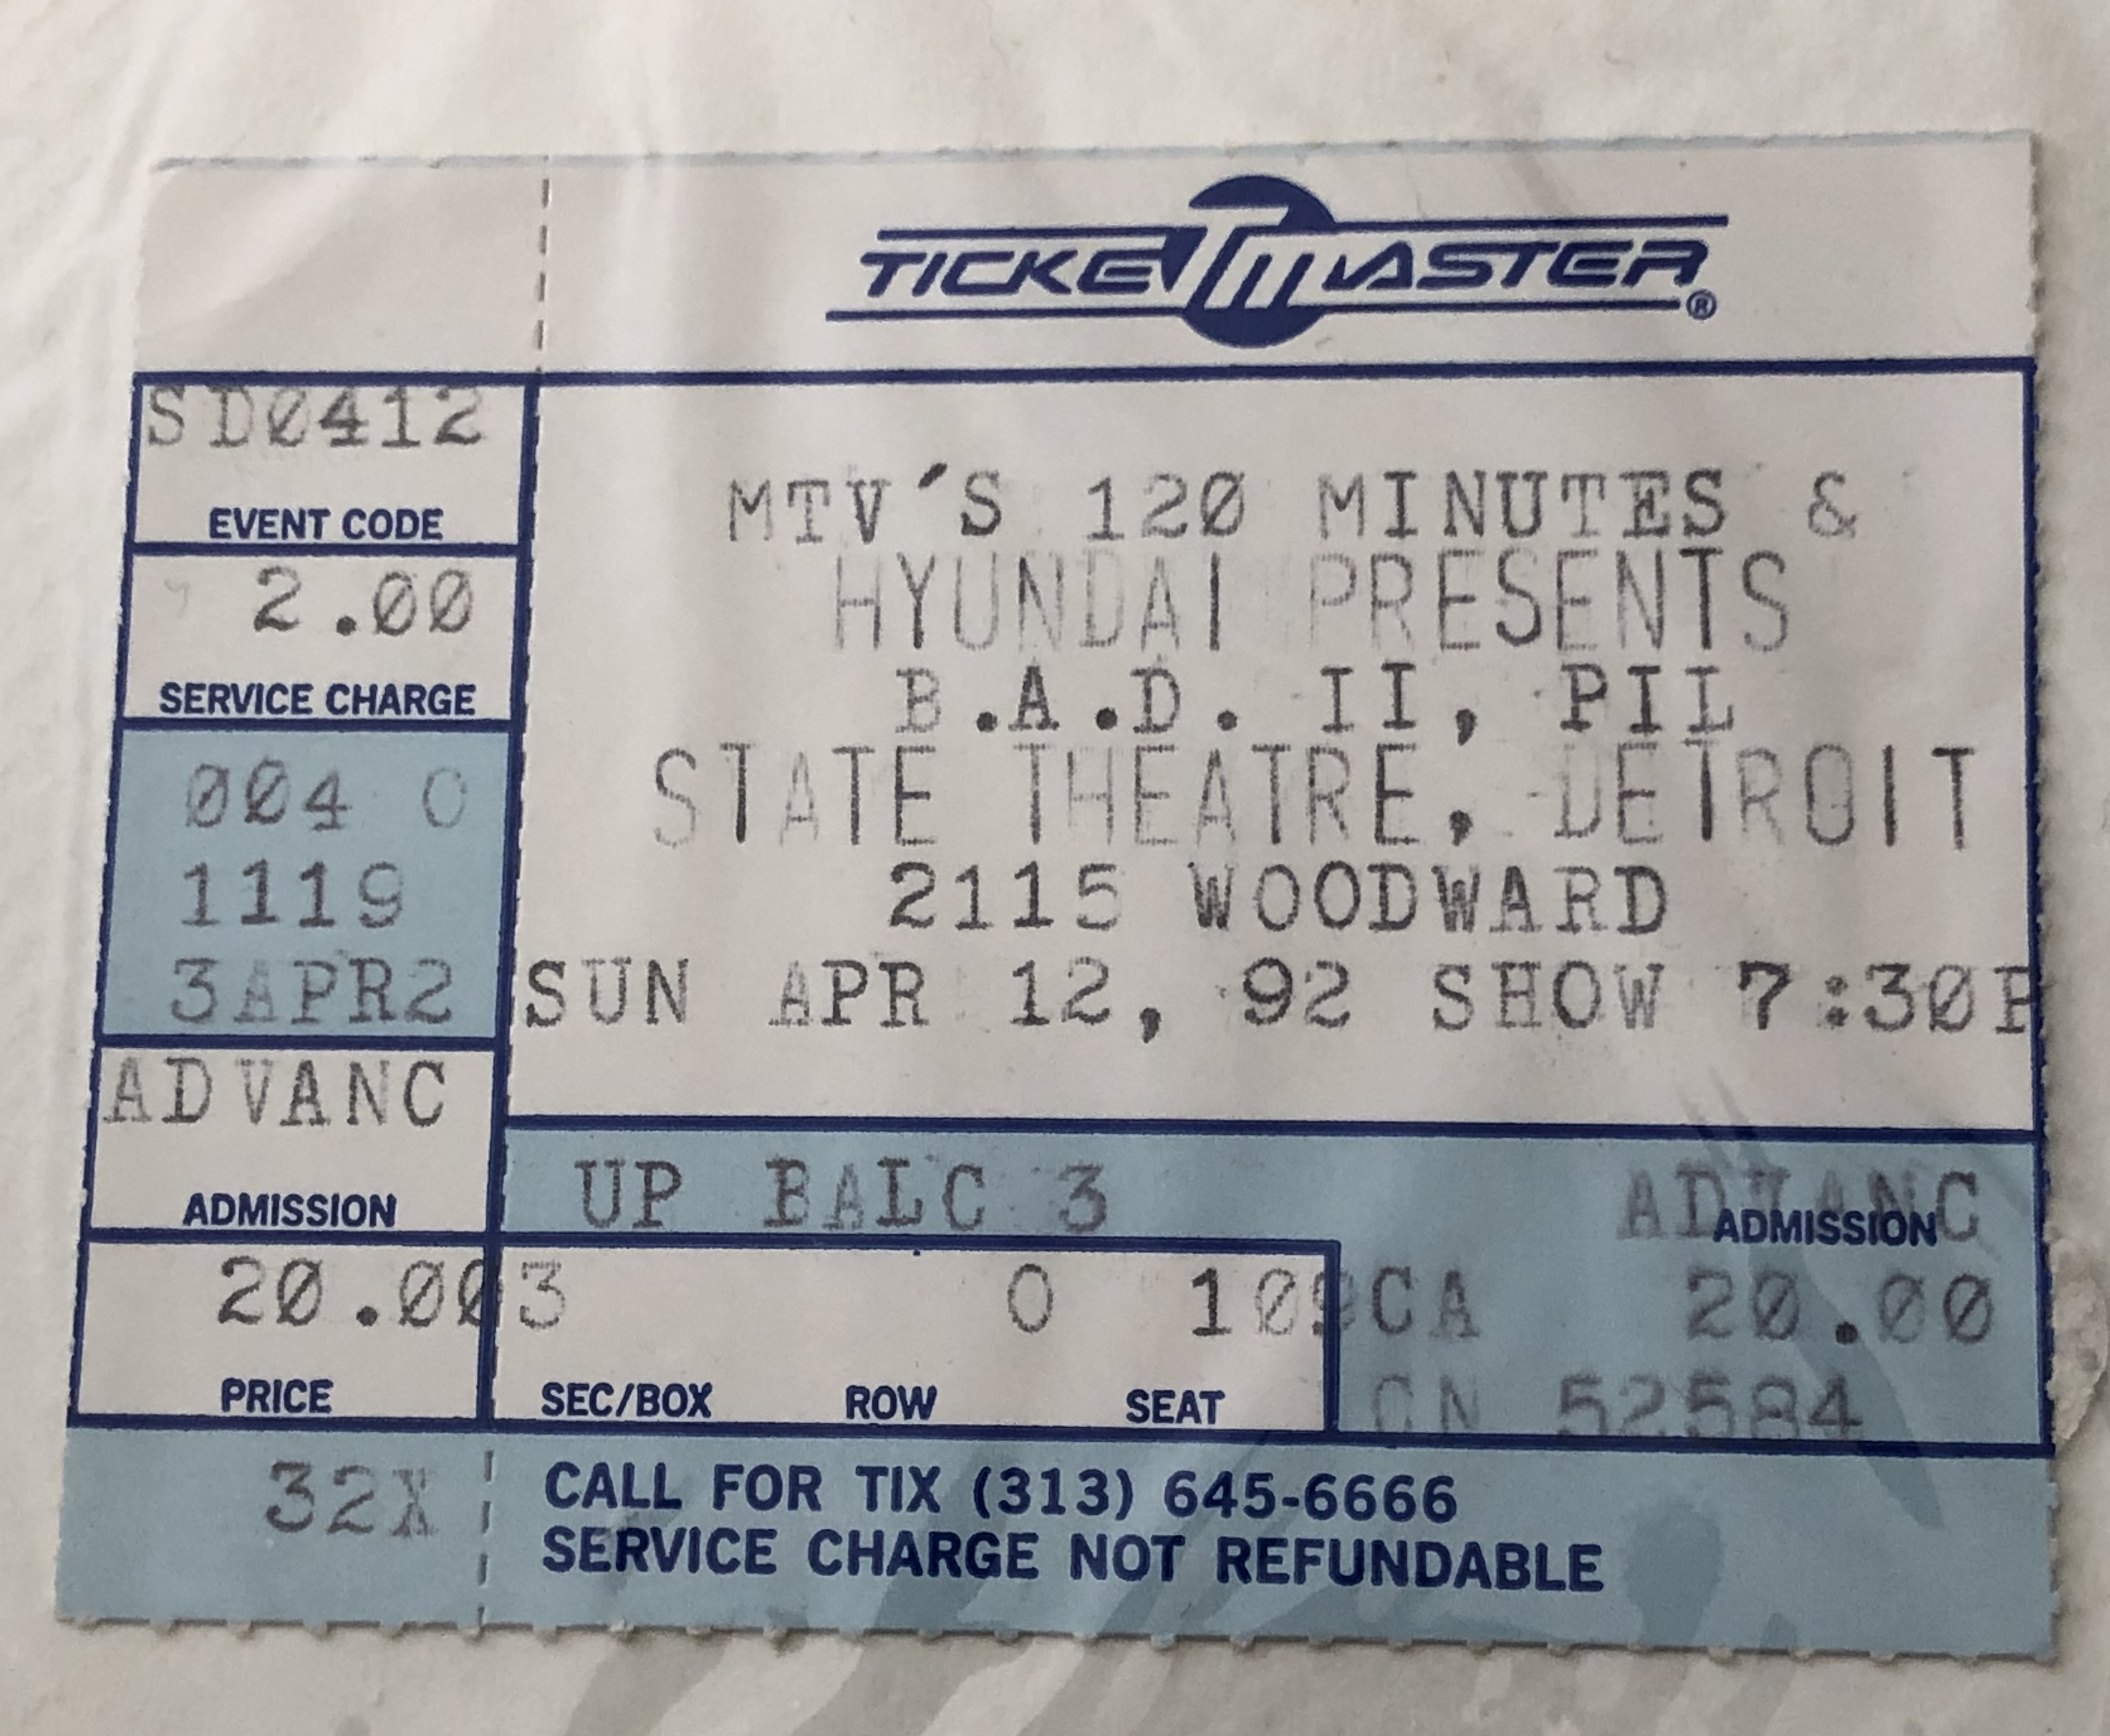 TICKETMASTER®
SD0412
EVENT CODE
2.00
SERVICE CHARGE
004 O
1119
3APR2
ADVANC
ADMISSION
20.00
PRICE
32X
MTV'S 120 MINUTES &
HYUNDAI PRESENTS
B.A.D. II, PIL
STATE THEATRE, DETROIT
2115 WOODWARD
SUN APR 12, 92 SHOW 7:30P
UP BALC 3 ADVANC
ADMISSION
3 O 109 CA 20.00
SEC/BOX ROW SEAT CN 52584
CALL FOR TIX (313) 645-6666
SERVICE CHARGE NOT REFUNDABLE